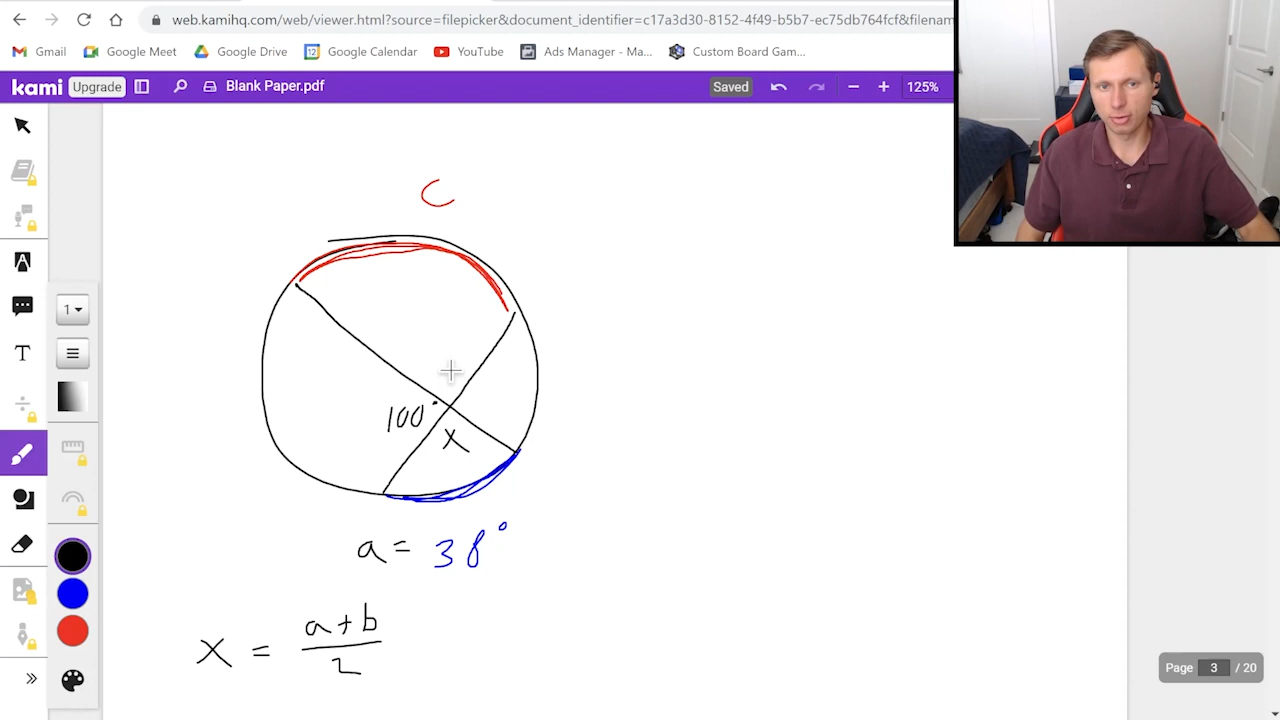 web.kamihq.com/web/viewer.html?source=filepicker&document_identifier=c17a3d30-8152-4f49-b5b7-ec75db764fcf&filenam
Gmail Google Meet Google Drive Google Calendar YouTube Ads Manager - Ma... Custom Board Gam...
kami Upgrade Blank Paper.pdf Saved 125%
C
1
T
100° x
a = 38°
x = a+b
2
Page 3 / 20